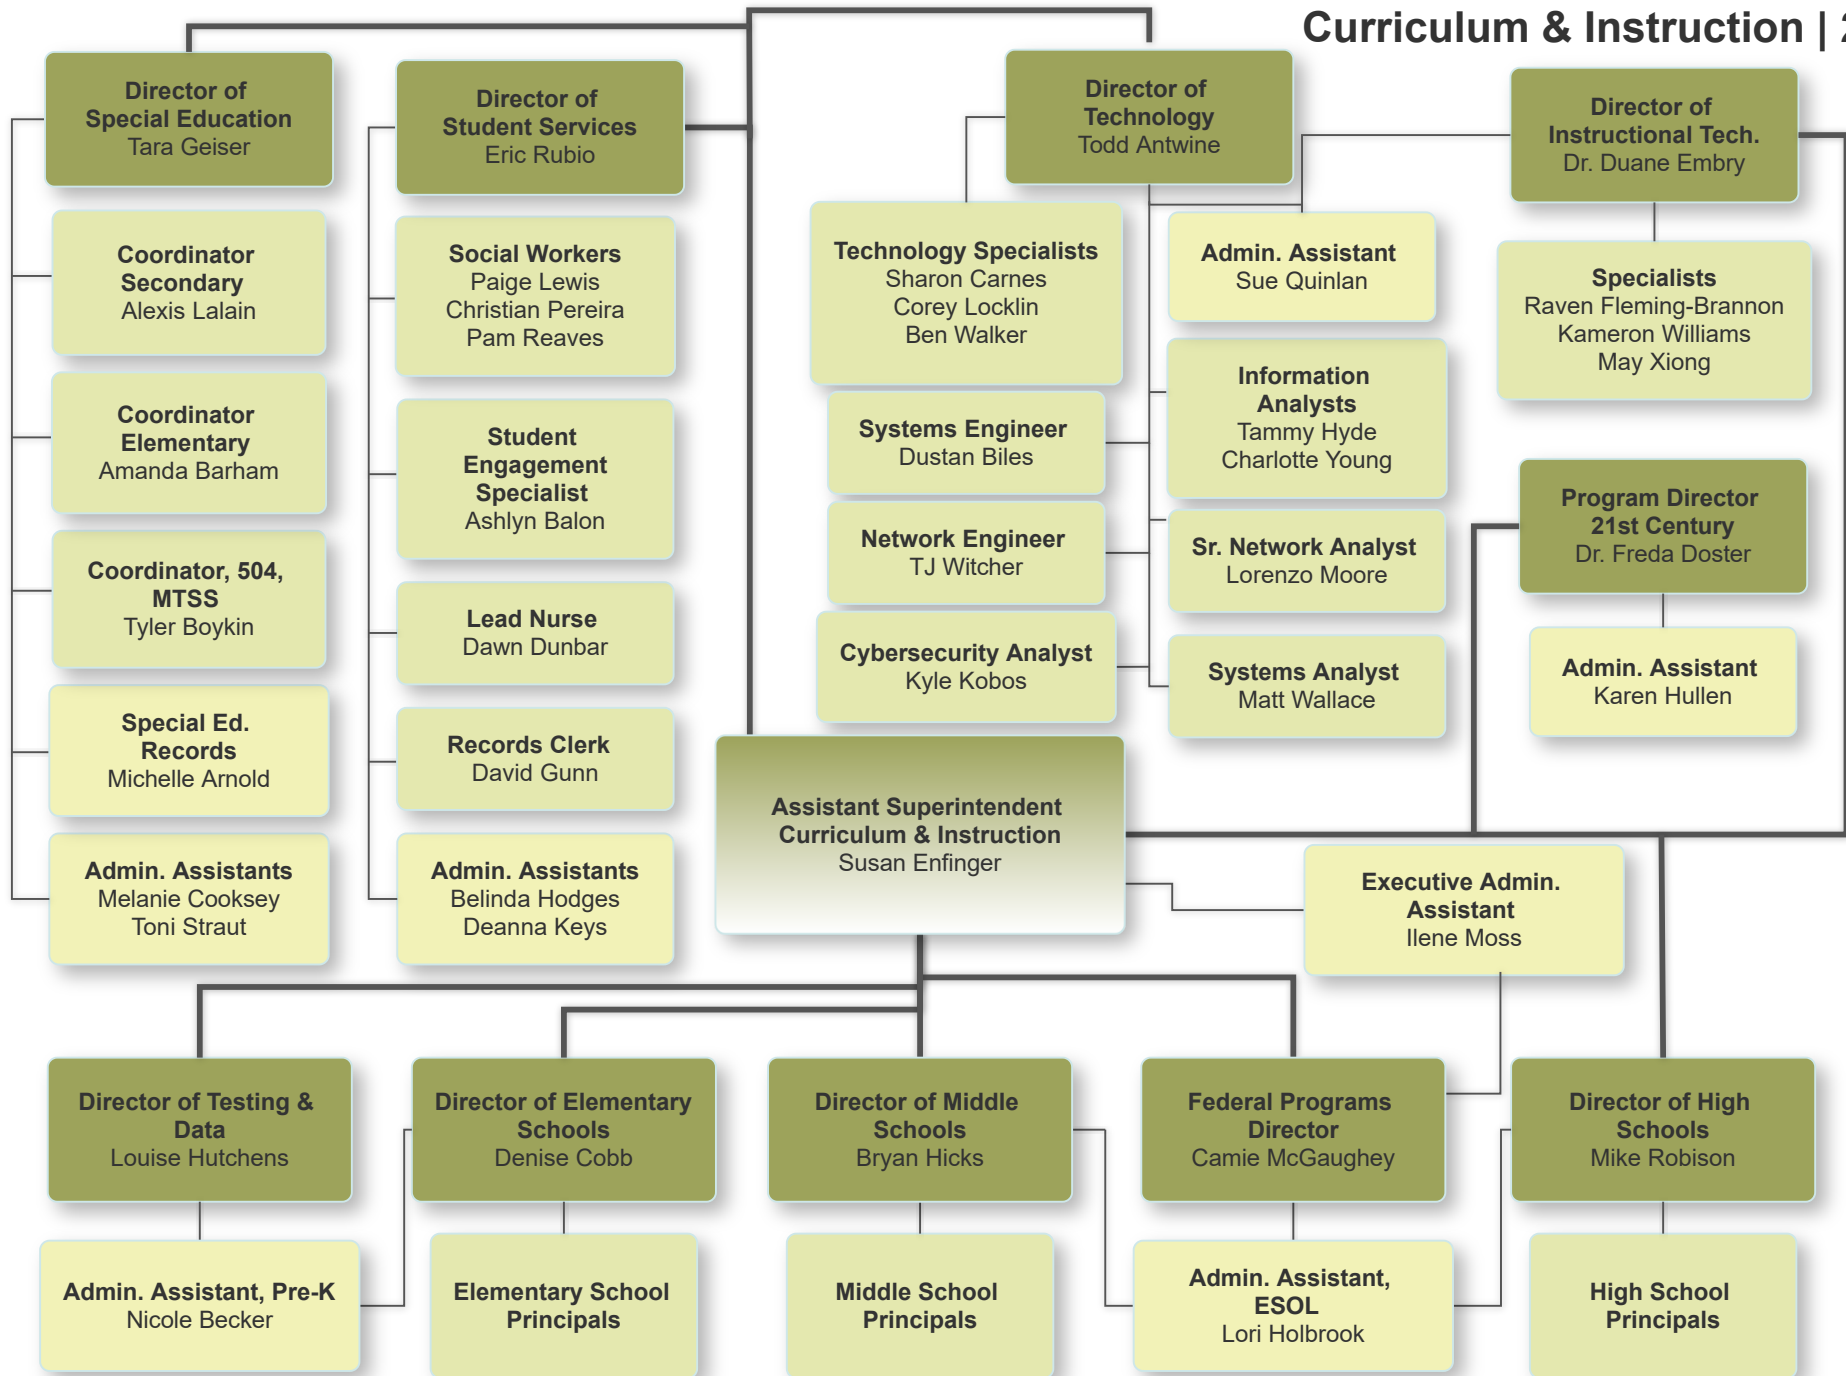 Curriculum & Instruction | 2
Director of
Special Education
Tara Geiser
Coordinator
Secondary
Alexis Lalain
Coordinator
Elementary
Amanda Barham
Coordinator, 504,
MTSS
Tyler Boykin
Special Ed.
Records
Michelle Arnold
Admin. Assistants
Melanie Cooksey
Toni Straut
Director of
Student Services
Eric Rubio
Social Workers
Paige Lewis
Christian Pereira
Pam Reaves
Student
Engagement
Specialist
Ashlyn Balon
Lead Nurse
Dawn Dunbar
Records Clerk
David Gunn
Admin. Assistants
Belinda Hodges
Deanna Keys
Director of
Technology
Todd Antwine
Technology Specialists
Sharon Carnes
Corey Locklin
Ben Walker
Systems Engineer
Dustan Biles
Network Engineer
TJ Witcher
Cybersecurity Analyst
Kyle Kobos
Admin. Assistant
Sue Quinlan
Information
Analysts
Tammy Hyde
Charlotte Young
Sr. Network Analyst
Lorenzo Moore
Systems Analyst
Matt Wallace
Director of
Instructional Tech.
Dr. Duane Embry
Specialists
Raven Fleming-Brannon
Kameron Williams
May Xiong
Program Director
21st Century
Dr. Freda Doster
Admin. Assistant
Karen Hullen
Assistant Superintendent
Curriculum & Instruction
Susan Enfinger
Executive Admin.
Assistant
Ilene Moss
Director of Testing &
Data
Louise Hutchens
Admin. Assistant, Pre-K
Nicole Becker
Director of Elementary
Schools
Denise Cobb
Elementary School
Principals
Director of Middle
Schools
Bryan Hicks
Middle School
Principals
Federal Programs
Director
Camie McGaughey
Admin. Assistant,
ESOL
Lori Holbrook
Director of High
Schools
Mike Robison
High School
Principals